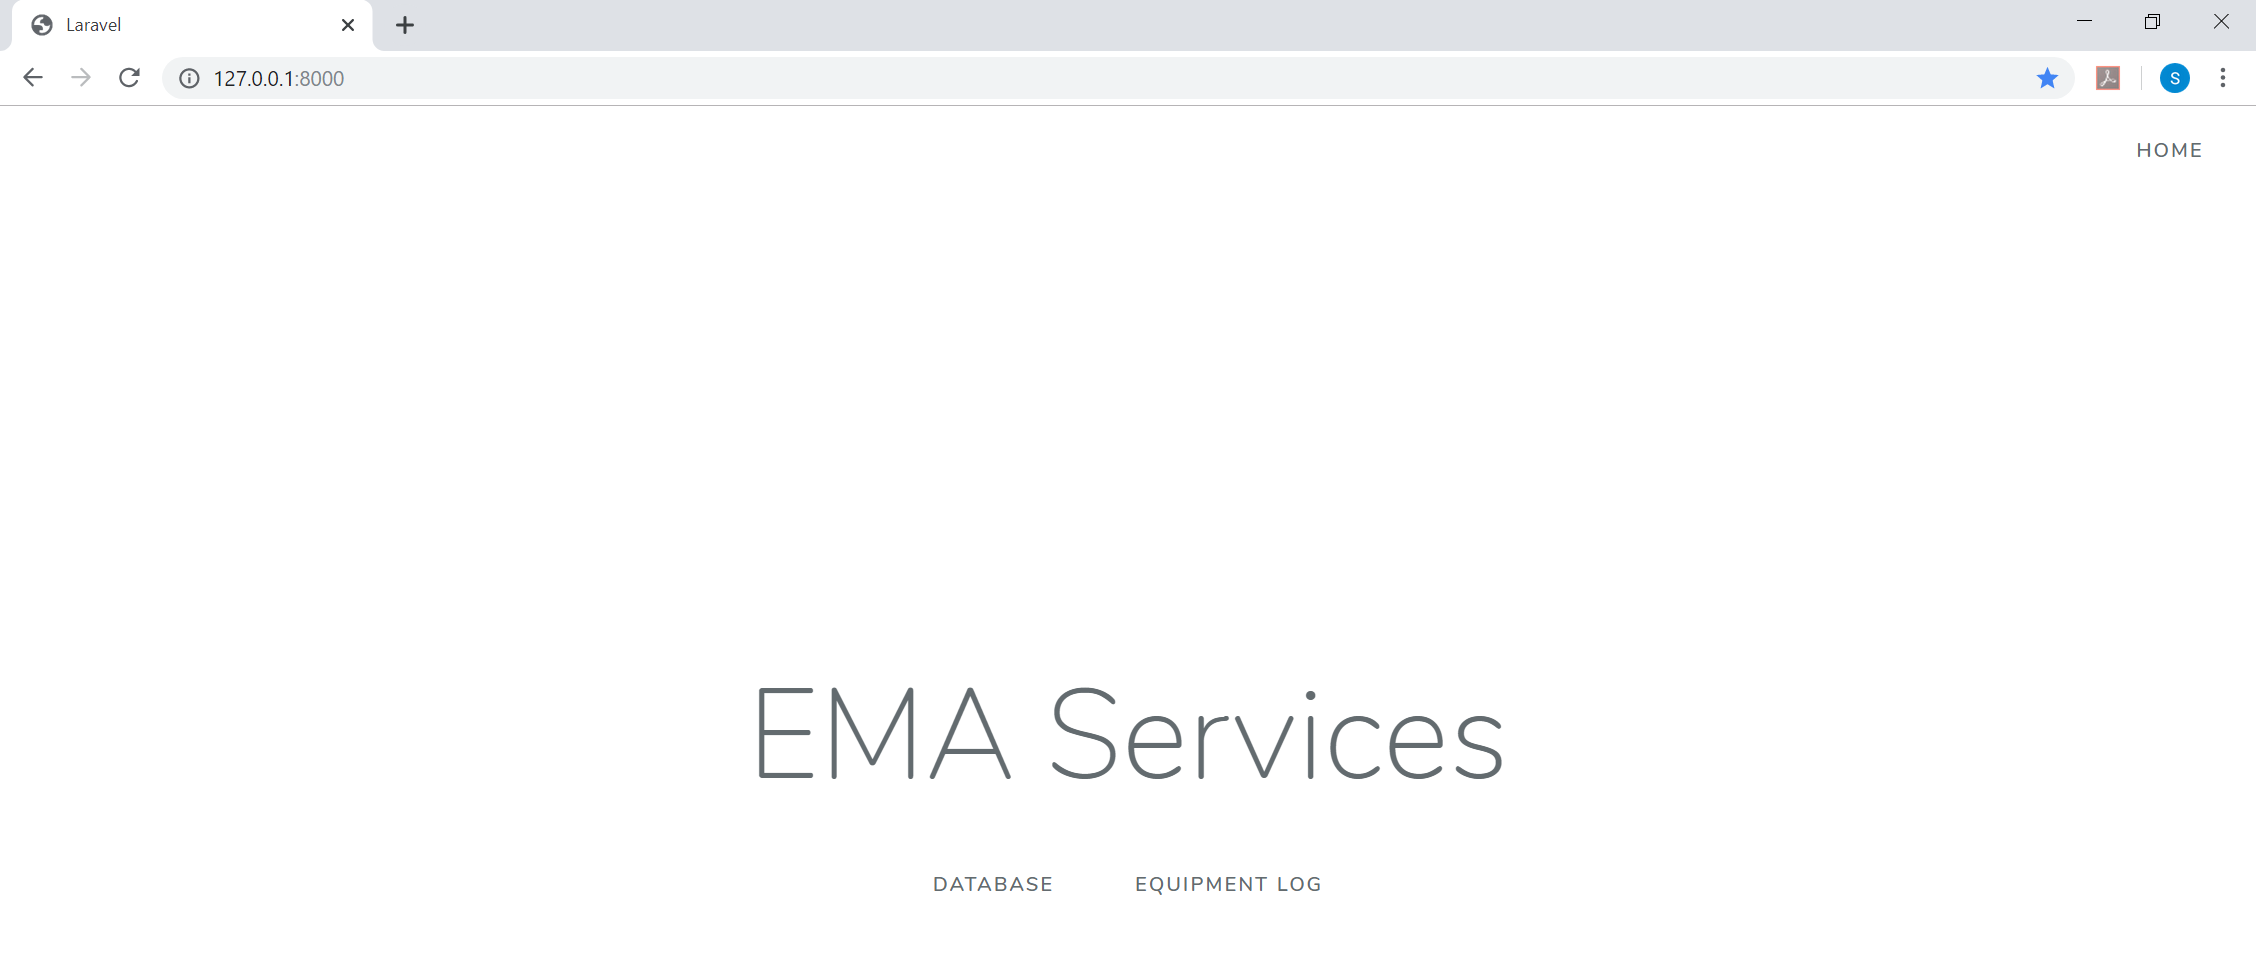 Laravel
127.0.0.1:8000
S
HOME
EMA Services
DATABASE EQUIPMENT LOG